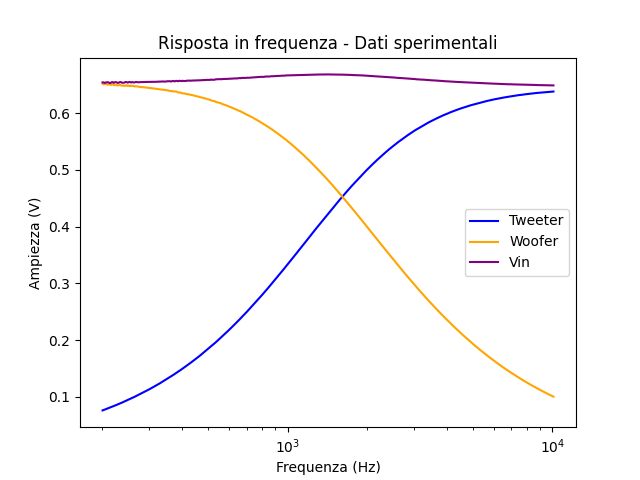 Risposta in frequenza - Dati sperimentali
Ampiezza (V)
0.6
0.5
0.4
0.3
0.2
0.1
Tweeter
Woofer
Vin
10³
10⁴
Frequenza (Hz)